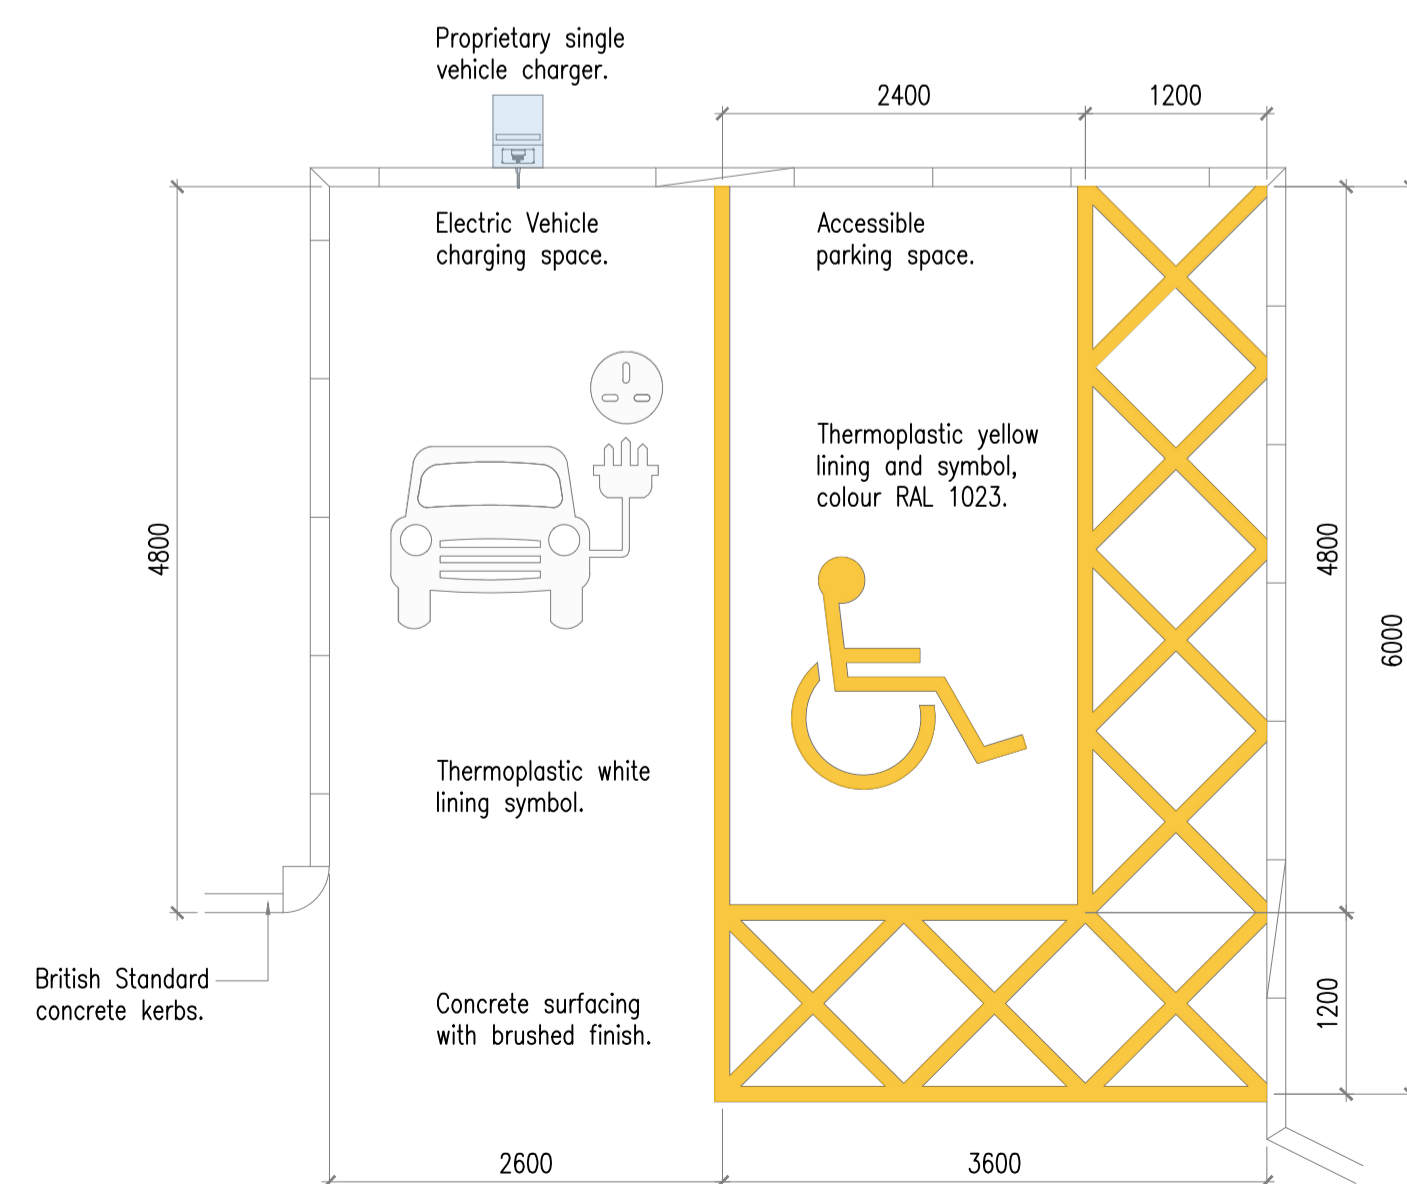 Proprietary single
vehicle charger.
2400
1200
Electric Vehicle
charging space.
Accessible
parking space.
Thermoplastic yellow
lining and symbol,
colour RAL 1023.
4800
4800
6000
Thermoplastic white
lining symbol.
British Standard
concrete kerbs.
Concrete surfacing
with brushed finish.
1200
2600
3600